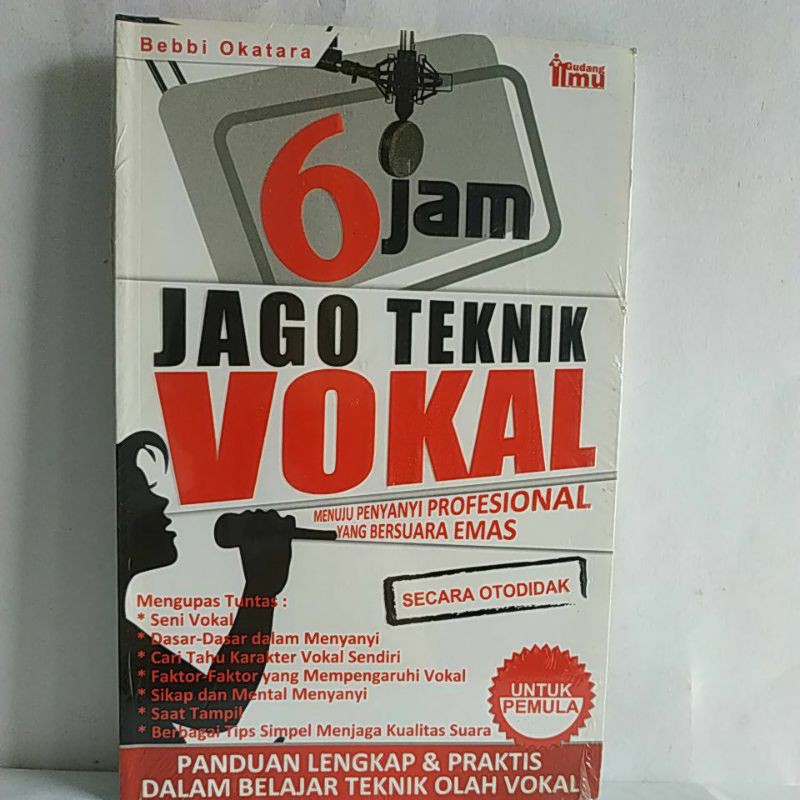 Bebbi Okatara
Gudang
ilmu
6 jam
JAGO TEKNIK
VOKAL
MENUJU PENYANYI PROFESIONAL
YANG BERSUARA EMAS
SECARA OTODIDAK
Mengupas Tuntas :
* Seni Vokal
* Dasar-Dasar dalam Menyanyi
* Cari Tahu Karakter Vokal Sendiri
* Faktor-Faktor yang Mempengaruhi Vokal
* Sikap dan Mental Menyanyi
* Saat Tampil
* Berbagai Tips Simpel Menjaga Kualitas Suara
UNTUK
PEMULA
PANDUAN LENGKAP & PRAKTIS
DALAM BELAJAR TEKNIK OLAH VOKAL